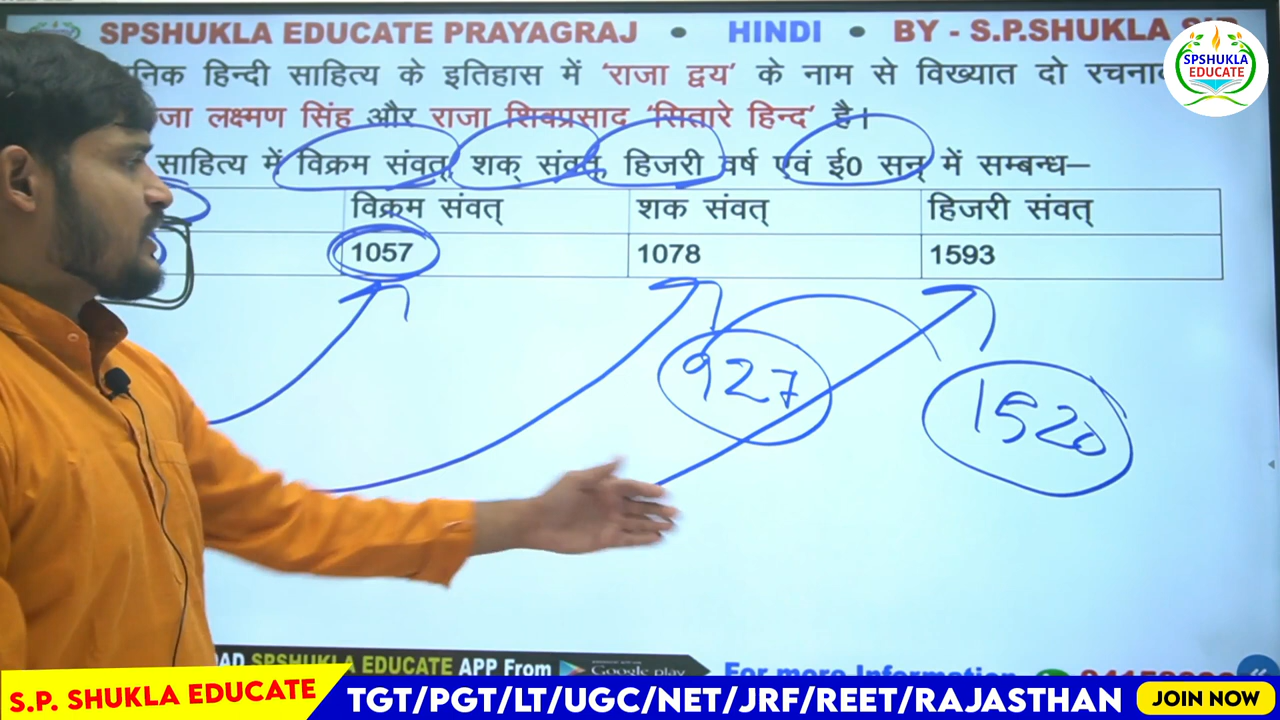 SPSHUKLA EDUCATE PRAYAGRAJ • HINDI • BY - S.P.SHUKLA
SPSHUKLA
EDUCATE
हिन्दी साहित्य के इतिहास में 'राजा द्वय' के नाम से विख्यात दो
लक्ष्मण सिंह और राजा शिवप्रसाद 'सितारे हिन्द' है।
साहित्य में विक्रम संवत्, शक् संवत्, हिजरी वर्ष एवं ई0 सन् में सम्बन्ध–
विक्रम संवत् शक संवत् हिजरी संवत्
1057 1078 1593
927 1520
SPSHUKLA EDUCATE APP From Google play For more Information
S.P. SHUKLA EDUCATE TGT/PGT/LT/UGC/NET/JRF/REET/RAJASTHAN JOIN NOW